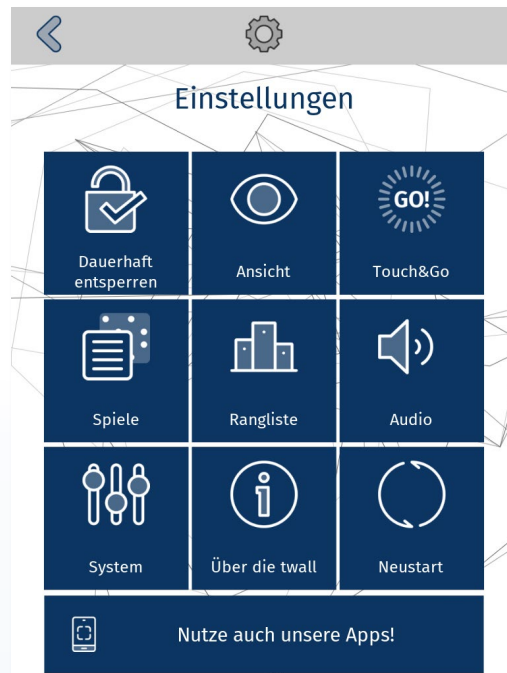 Einstellungen
Dauerhaft
entsperren
Ansicht
GO!
Touch&Go
Spiele
Rangliste
Audio
System
Über die twall
Neustart
Nutze auch unsere Apps!